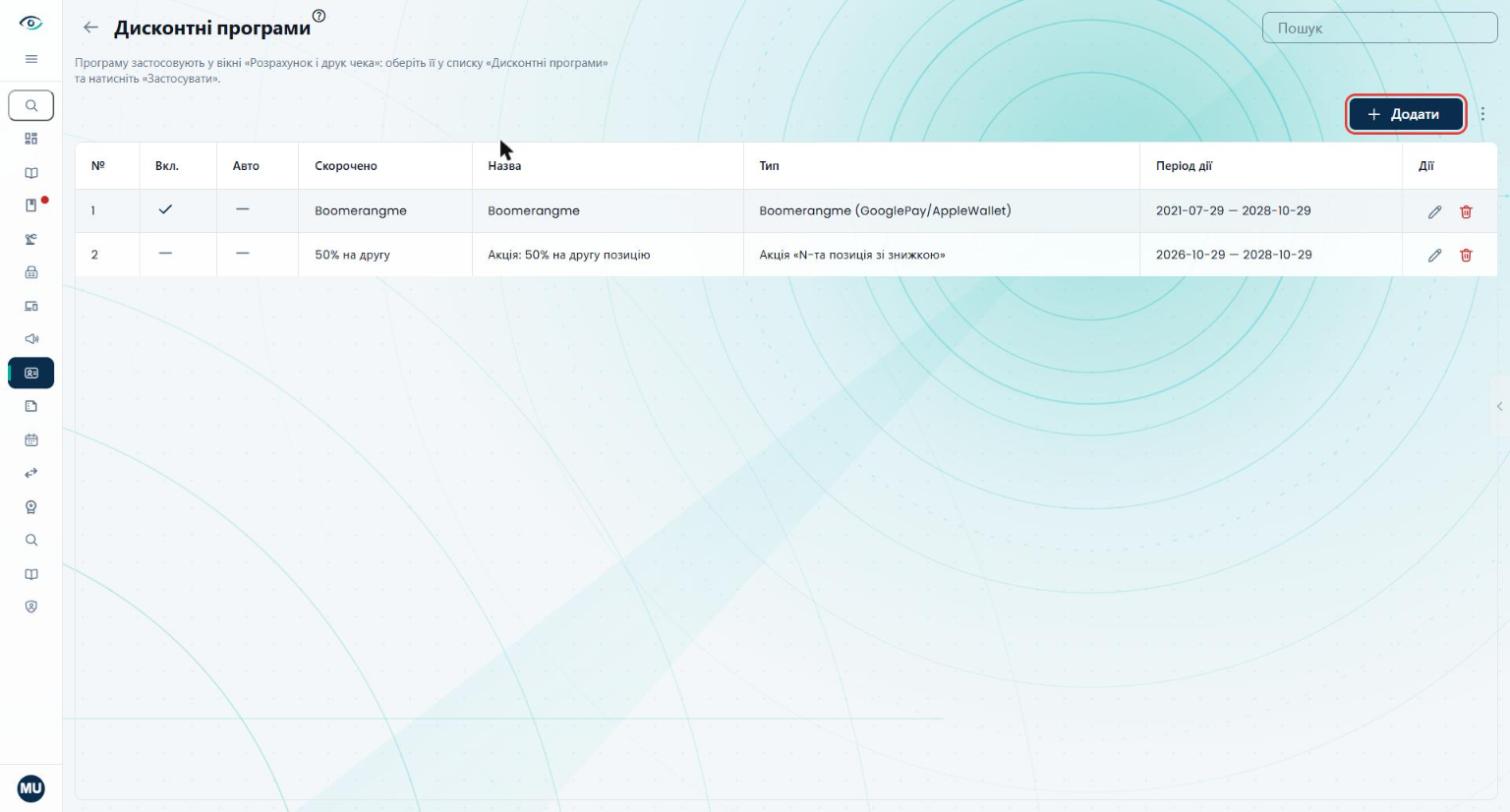 Дисконтні програми
Пошук
Програму застосовують у вікні «Розрахунок і друк чека»: оберіть її у списку «Дисконтні програми»
та натисніть «Застосувати».
+ Додати
№ Вкл. Авто Скорочено Назва Тип Період дії Дії
1 Boomerangme Boomerangme Boomerangme (GooglePay/AppleWallet) 2021-07-29 — 2028-10-29
2 50% на другу Акція: 50% на другу позицію Акція «N-та позиція зі знижкою» 2026-10-29 — 2028-10-29
MU